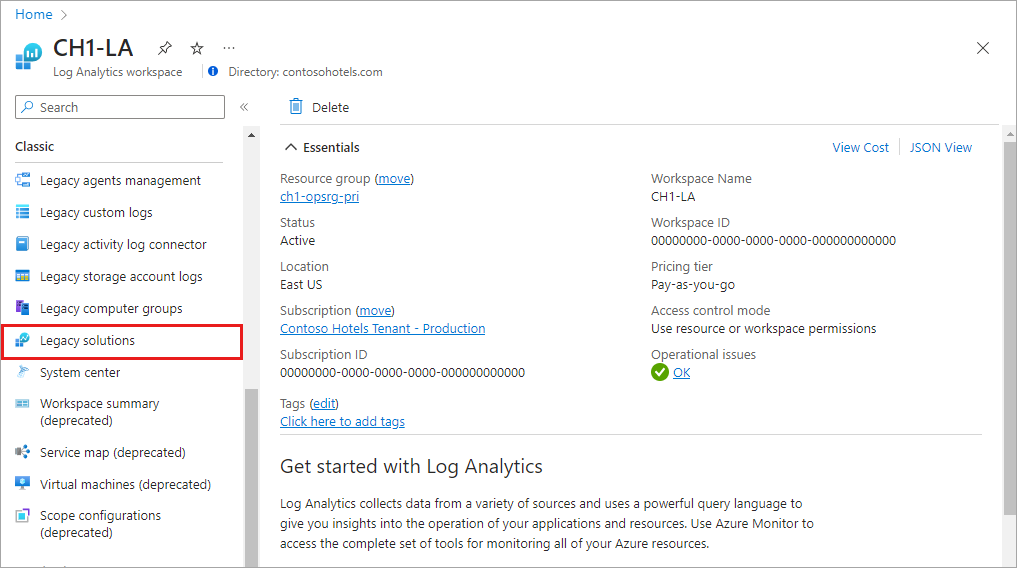 Home
CH1-LA
Log Analytics workspace
Directory: contosohotels.com
Search
Classic
Legacy agents management
Legacy custom logs
Legacy activity log connector
Legacy storage account logs
Legacy computer groups
Legacy solutions
System center
Workspace summary
(deprecated)
Service map (deprecated)
Virtual machines (deprecated)
Scope configurations
(deprecated)
Delete
Essentials
View Cost
JSON View
Resource group (move)
ch1-opsrg-pri
Status
Active
Location
East US
Subscription (move)
Contoso Hotels Tenant - Production
Subscription ID
00000000-0000-0000-0000-000000000000
Tags (edit)
Click here to add tags
Workspace Name
CH1-LA
Workspace ID
00000000-0000-0000-0000-000000000000
Pricing tier
Pay-as-you-go
Access control mode
Use resource or workspace permissions
Operational issues
OK
Get started with Log Analytics
Log Analytics collects data from a variety of sources and uses a powerful query language to
give you insights into the operation of your applications and resources. Use Azure Monitor to
access the complete set of tools for monitoring all of your Azure resources.